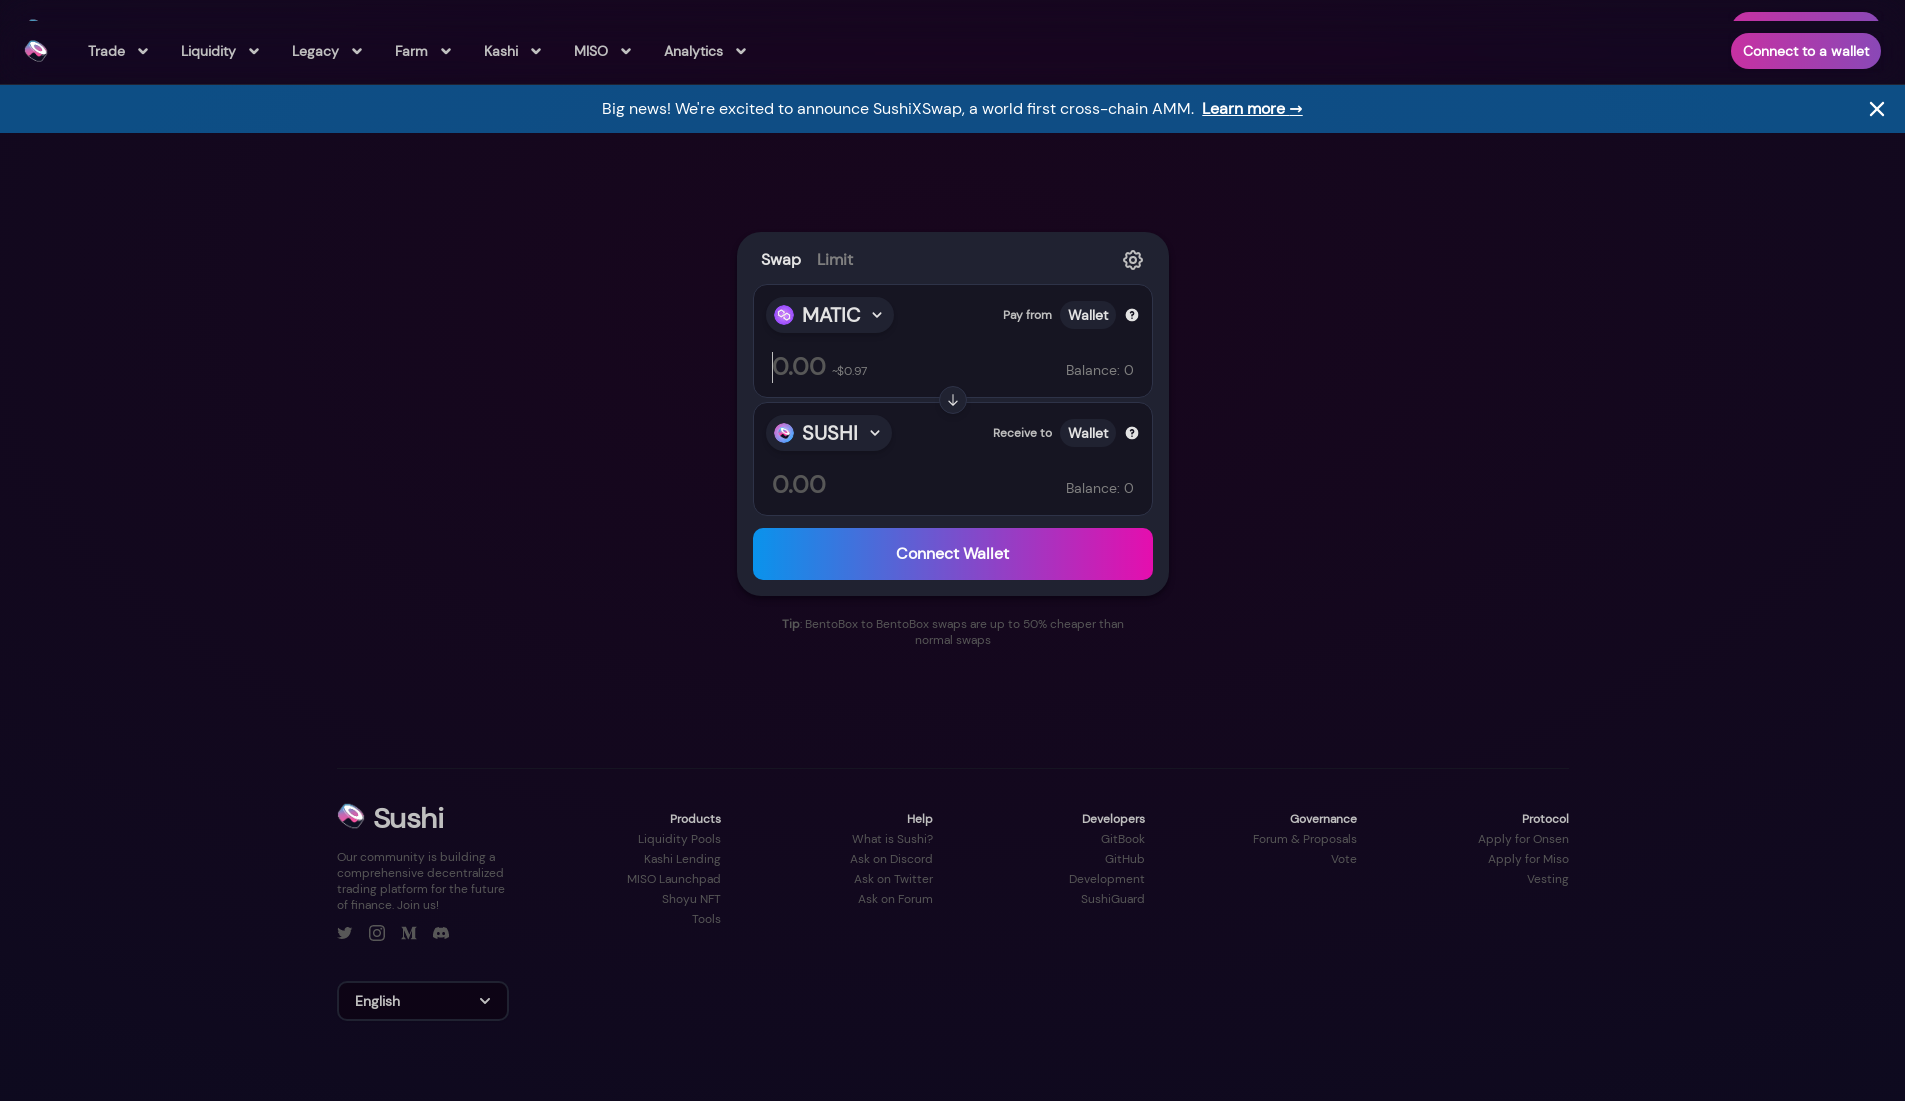 Trade Liquidity Legacy Farm Kashi MISO Analytics Connect to a wallet
Big news! We're excited to announce SushiXSwap, a world first cross-chain AMM. Learn more →
Swap Limit
MATIC Pay from Wallet ?
0.00 ~$0.97 Balance: 0
SUSHI Receive to Wallet ?
0.00 Balance: 0
Connect Wallet
Tip: BentoBox to BentoBox swaps are up to 50% cheaper than
normal swaps
Sushi
Our community is building a
comprehensive decentralized
trading platform for the future
of finance. Join us!
English
Products
Liquidity Pools
Kashi Lending
MISO Launchpad
Shoyu NFT
Tools
Help
What is Sushi?
Ask on Discord
Ask on Twitter
Ask on Forum
Developers
GitBook
GitHub
Development
SushiGuard
Governance
Forum & Proposals
Vote
Protocol
Apply for Onsen
Apply for Miso
Vesting